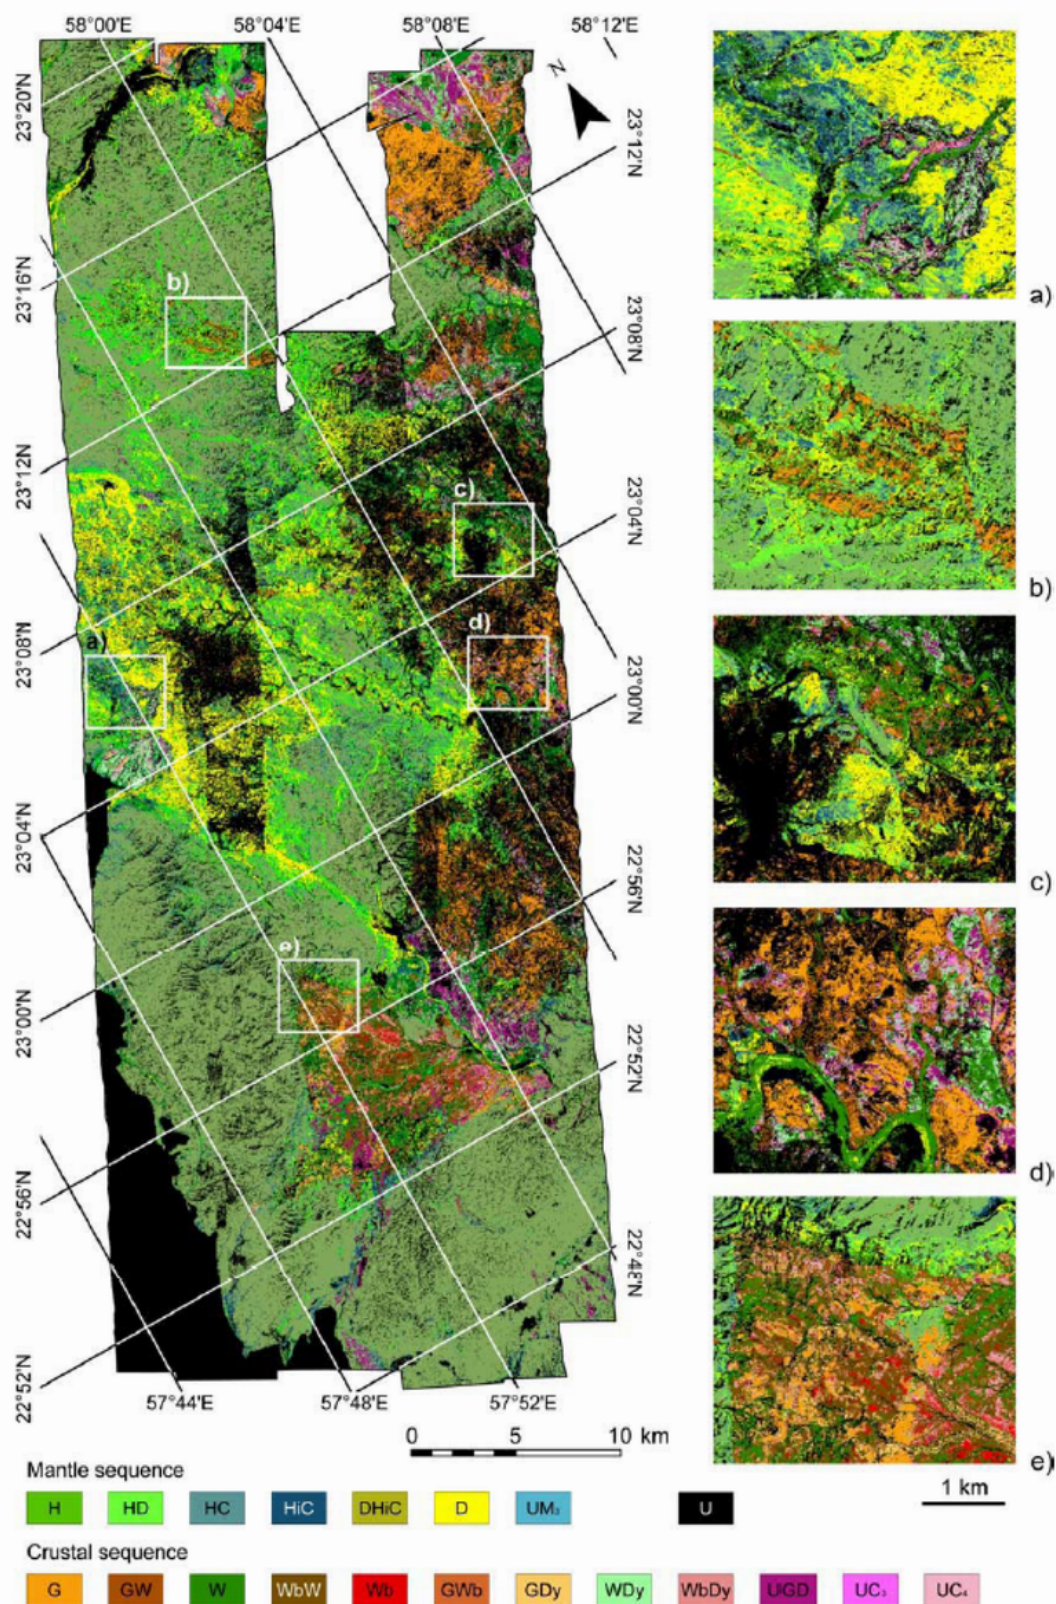 58°00'E 58°04'E 58°08'E 58°12'E
N
23°20'N
23°16'N
23°12'N
23°08'N
23°04'N
23°00'N
22°56'N
22°52'N
23°12'N
23°08'N
23°04'N
23°00'N
22°56'N
22°52'N
22°48'N
b)
c)
d)
a)
e)
57°44'E 57°48'E 57°52'E
0 5 10 km
a)
b)
c)
d)
e)
1 km
Mantle sequence
H HD HC HiC DHiC D UM₃ U
Crustal sequence
G GW W WbW Wb GWb GDy WDy WbDy UGD UC₃ UC₄